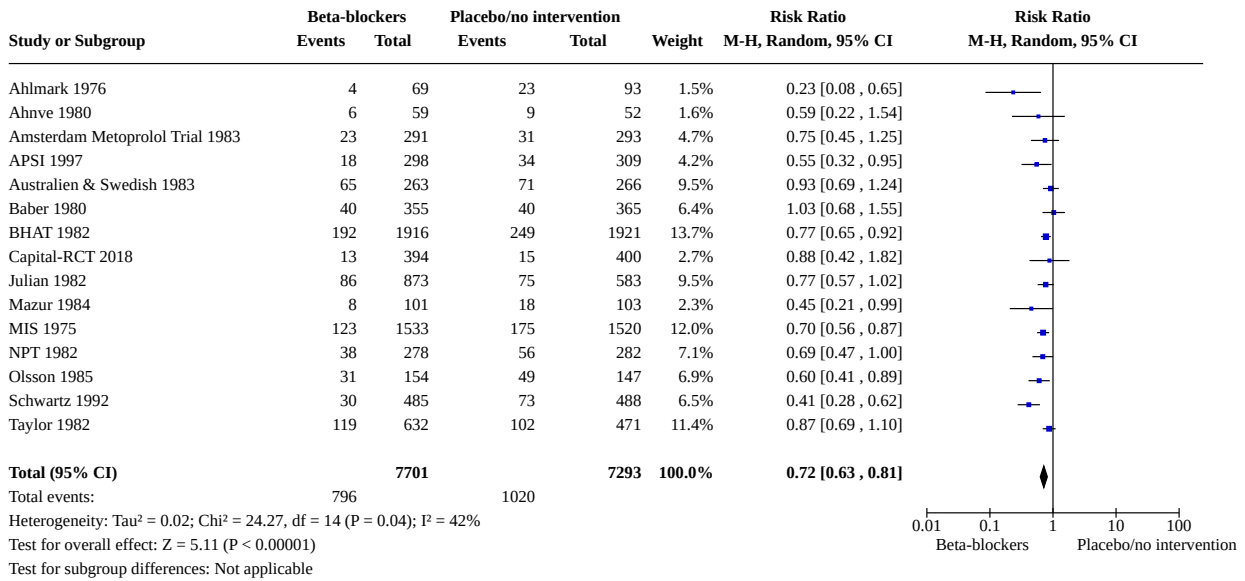 Beta-blockers Placebo/no intervention Risk Ratio Risk Ratio
Study or Subgroup Events Total Events Total Weight M-H, Random, 95% CI M-H, Random, 95% CI
Ahlmark 1976 4 69 23 93 1.5% 0.23 [0.08 , 0.65]
Ahnve 1980 6 59 9 52 1.6% 0.59 [0.22 , 1.54]
Amsterdam Metoprolol Trial 1983 23 291 31 293 4.7% 0.75 [0.45 , 1.25]
APSI 1997 18 298 34 309 4.2% 0.55 [0.32 , 0.95]
Australien & Swedish 1983 65 263 71 266 9.5% 0.93 [0.69 , 1.24]
Baber 1980 40 355 40 365 6.4% 1.03 [0.68 , 1.55]
BHAT 1982 192 1916 249 1921 13.7% 0.77 [0.65 , 0.92]
Capital-RCT 2018 13 394 15 400 2.7% 0.88 [0.42 , 1.82]
Julian 1982 86 873 75 583 9.5% 0.77 [0.57 , 1.02]
Mazur 1984 8 101 18 103 2.3% 0.45 [0.21 , 0.99]
MIS 1975 123 1533 175 1520 12.0% 0.70 [0.56 , 0.87]
NPT 1982 38 278 56 282 7.1% 0.69 [0.47 , 1.00]
Olsson 1985 31 154 49 147 6.9% 0.60 [0.41 , 0.89]
Schwartz 1992 30 485 73 488 6.5% 0.41 [0.28 , 0.62]
Taylor 1982 119 632 102 471 11.4% 0.87 [0.69 , 1.10]
Total (95% CI) 7701 7293 100.0% 0.72 [0.63 , 0.81]
Total events: 796 1020
Heterogeneity: Tau² = 0.02; Chi² = 24.27, df = 14 (P = 0.04); I² = 42%
0.01 0.1 1 10 100
Test for overall effect: Z = 5.11 (P < 0.00001)
Beta-blockers Placebo/no intervention
Test for subgroup differences: Not applicable